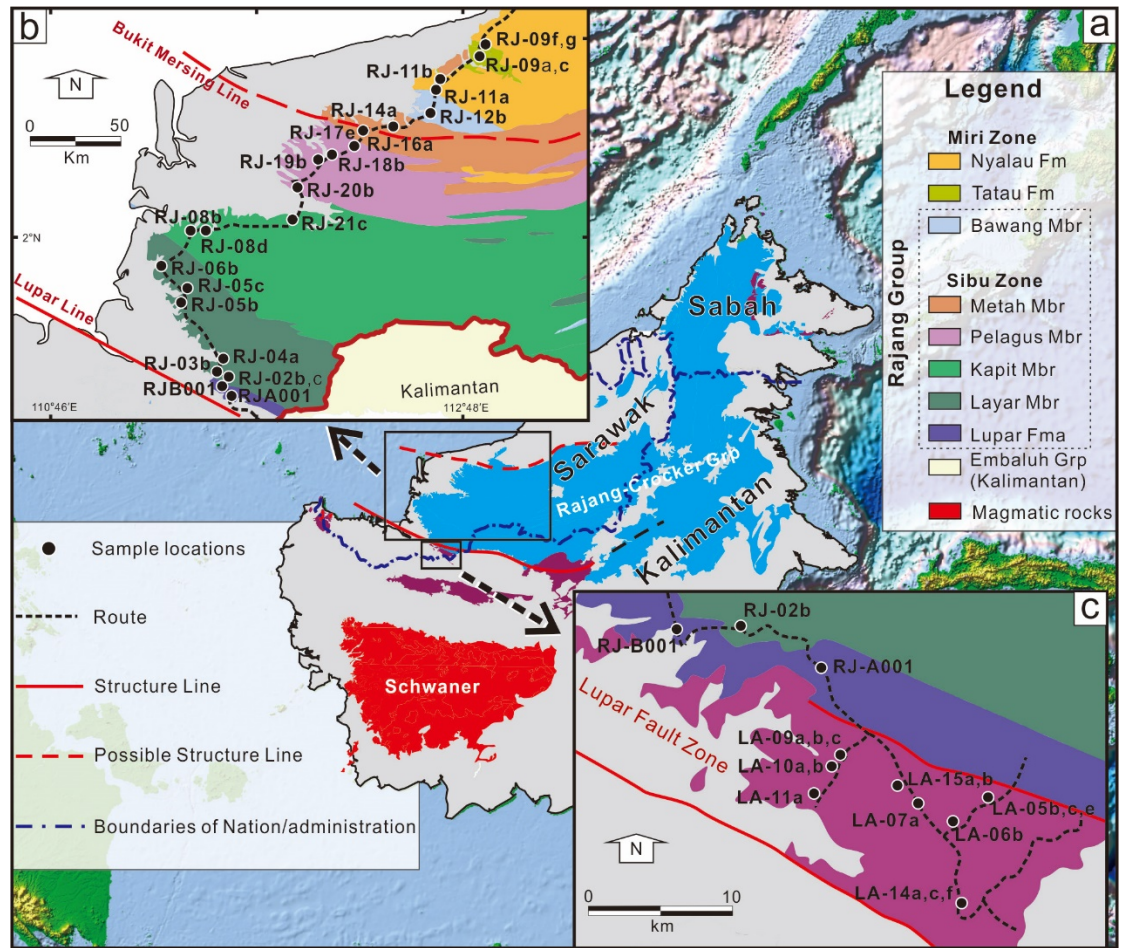 b
Bukit Mersing Line
N
0 50
Km
RJ-09f,g
RJ-09a,c
RJ-11b
RJ-11a
RJ-12b
RJ-14a
RJ-17e
RJ-16a
RJ-19b
RJ-18b
RJ-20b
RJ-21c
RJ-08b
RJ-08d
2°N
RJ-06b
RJ-05c
RJ-05b
Lupar Line
RJ-04a
RJ-03b
RJ-02b,c
RJB001
RJA001
Kalimantan
110°46'E
112°48'E
a
Legend
Miri Zone
Nyalau Fm
Tatau Fm
Bawang Mbr
Rajang Group
Sibu Zone
Metah Mbr
Pelagus Mbr
Kapit Mbr
Layar Mbr
Lupar Fma
Embaluh Grp
(Kalimantan)
Magmatic rocks
Sabah
Sarawak
Rajang Crocker Grp
Kalimantan
Schwaner
Sample locations
Route
Structure Line
Possible Structure Line
Boundaries of Nation/administration
c
RJ-02b
RJ-B001
RJ-A001
Lupar Fault Zone
LA-09a,b,c
LA-10a,b
LA-11a
LA-15a,b
LA-05b,c,e
LA-07a
LA-06b
LA-14a,c,f
N
0 10
km